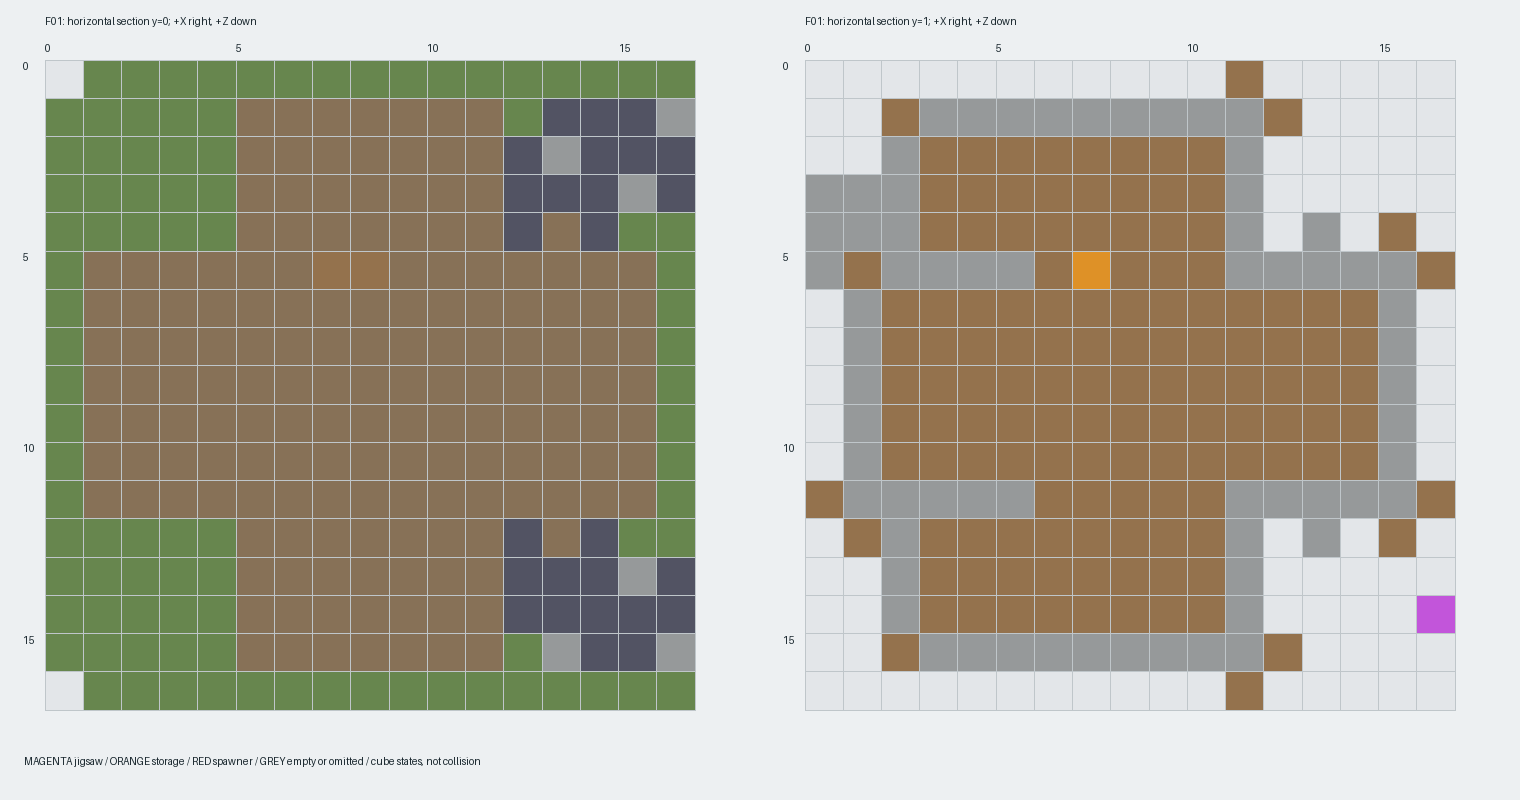 F01: horizontal section y=0; +X right, +Z down
F01: horizontal section y=1; +X right, +Z down
0 5 10 15
0 5 10 15
0
0
5
5
10
10
15
15
MAGENTA jigsaw / ORANGE storage / RED spawner / GREY empty or omitted / cube states, not collision